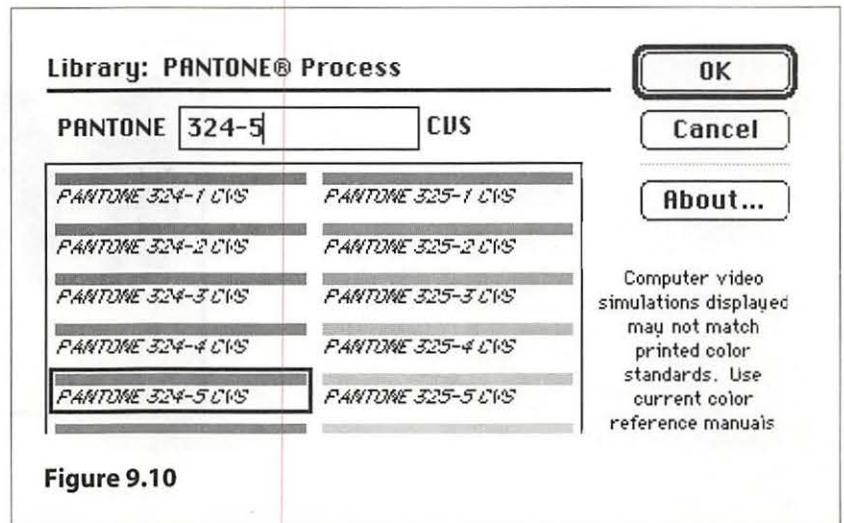 Library: PANTONE® Process
OK
PANTONE 324-5 CVS
Cancel
About...
PANTONE 324-1 CVS
PANTONE 325-1 CVS
PANTONE 324-2 CVS
PANTONE 325-2 CVS
PANTONE 324-3 CVS
PANTONE 325-3 CVS
PANTONE 324-4 CVS
PANTONE 325-4 CVS
PANTONE 324-5 CVS
PANTONE 325-5 CVS
Computer video
simulations displayed
may not match
printed color
standards. Use
current color
reference manuals
Figure 9.10